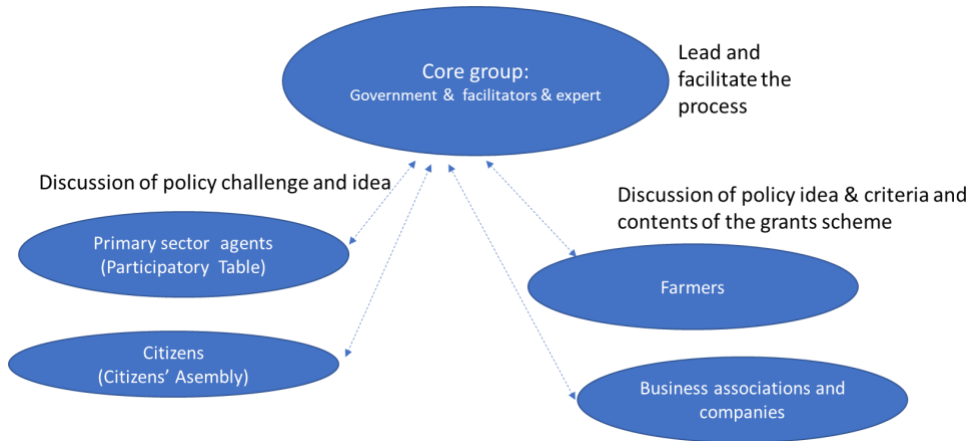 Core group:
Government & facilitators & expert
Lead and
facilitate the
process
Discussion of policy challenge and idea
Primary sector agents
(Participatory Table)
Citizens
(Citizens' Asembly)
Discussion of policy idea & criteria and
contents of the grants scheme
Farmers
Business associations and
companies